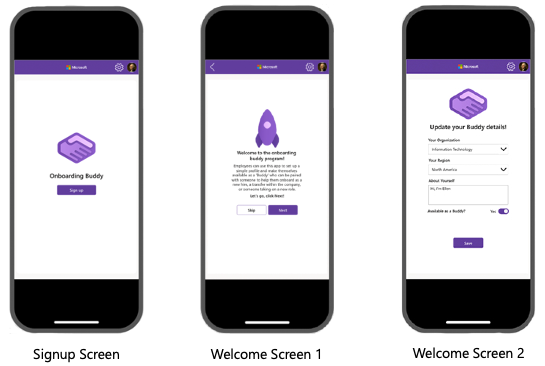 Microsoft
Onboarding Buddy
Sign up
Signup Screen
Microsoft
Welcome to the onboarding
Buddy program!
Employees can use this app to set up a
simple profile and make themselves
available as a 'Buddy' who can be paired
with someone to help them onboard as a
new hire, a transfer within the company,
or someone taking on a new role.
Let's go, click Next!
Skip
Next
Welcome Screen 1
Microsoft
Update your Buddy details!
Your Organization
Information Technology
Your Region
North America
About Yourself
Available as a Buddy?
Yes
Save
Welcome Screen 2